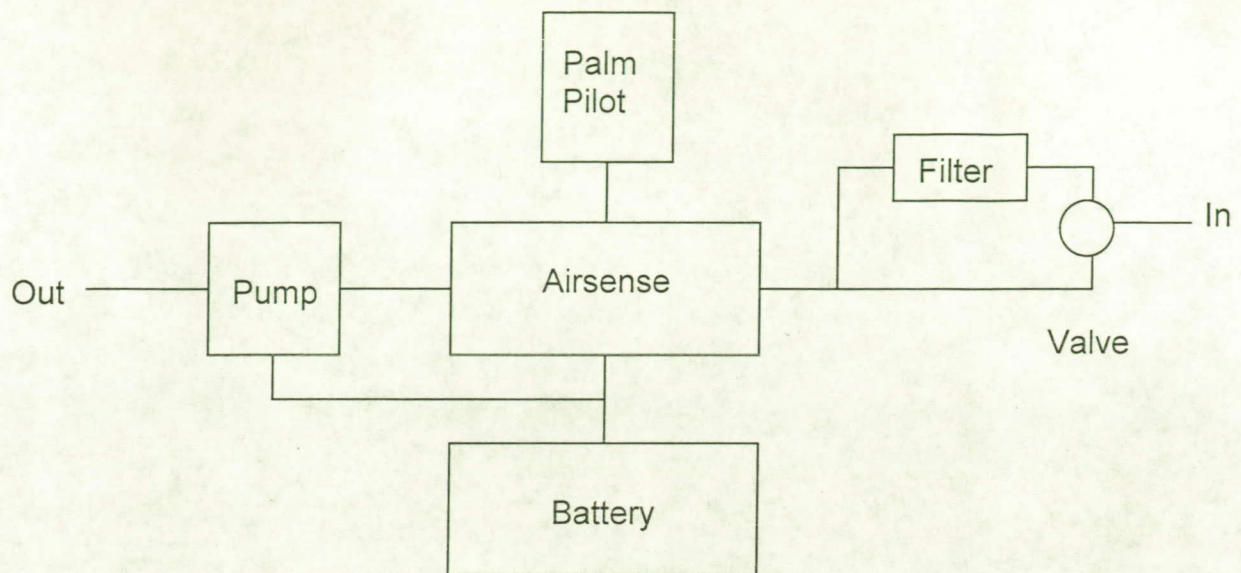 Palm
Pilot
Filter
In
Airsense
Out
Pump
Valve
Battery